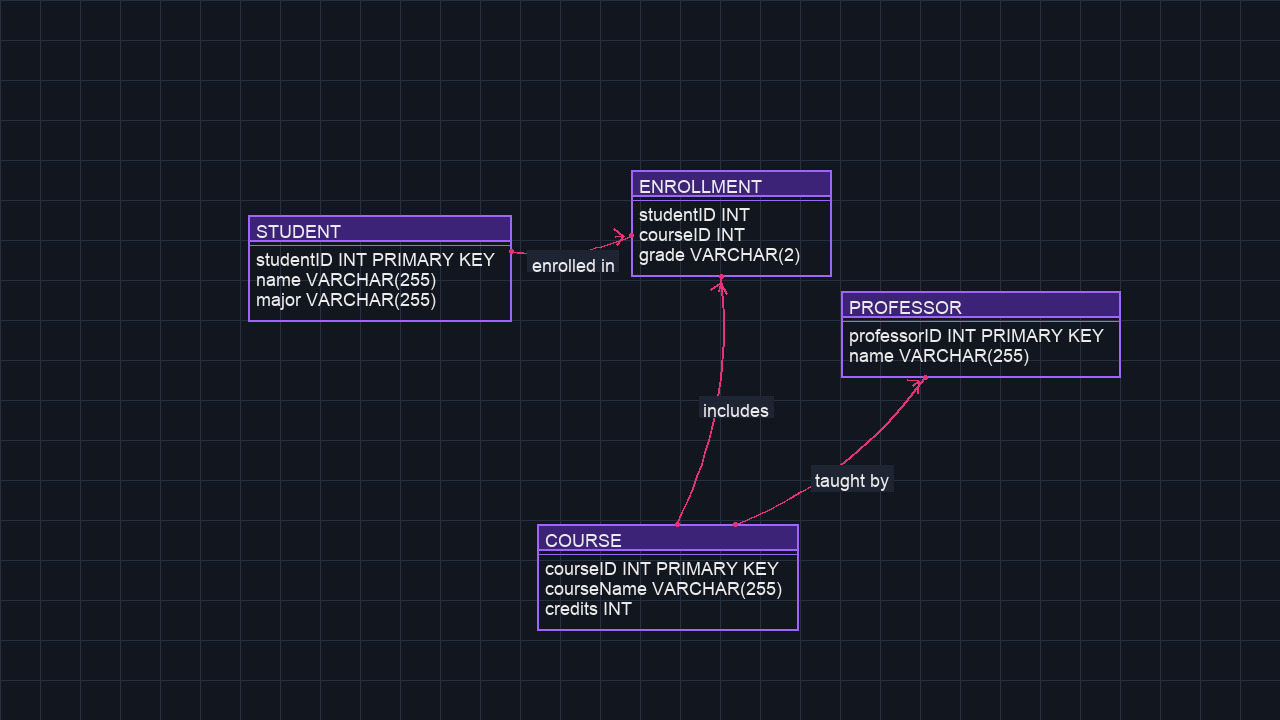 STUDENT
studentID INT PRIMARY KEY
name VARCHAR(255)
major VARCHAR(255)
enrolled in
ENROLLMENT
studentID INT
courseID INT
grade VARCHAR(2)
PROFESSOR
professorID INT PRIMARY KEY
name VARCHAR(255)
includes
taught by
COURSE
courseID INT PRIMARY KEY
courseName VARCHAR(255)
credits INT